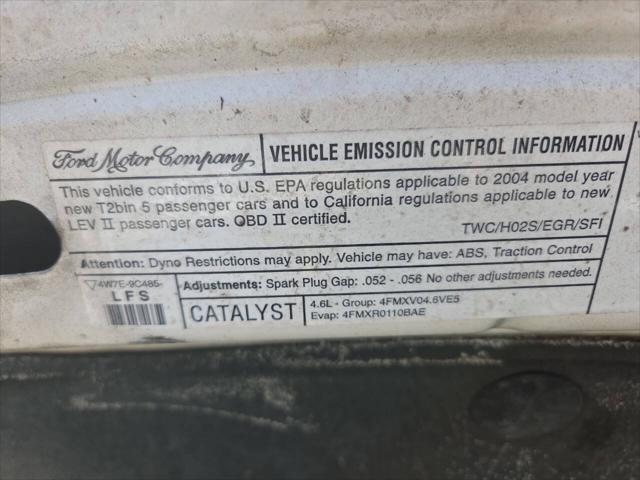 Ford Motor Company,
VEHICLE EMISSION CONTROL INFORMATION
This vehicle conforms to U.S. EPA regulations applicable to 2004 model year
new T2bin 5 passenger cars and to California regulations applicable to new
LEV II passenger cars. OBD II certified.
TWC/HO2S/EGR/SFI
Attention: Dyno Restrictions may apply. Vehicle may have: ABS, Traction Control
74W7E-9C485-
LFS
Adjustments: Spark Plug Gap: .052 - .056 No other adjustments needed.
CATALYST
4.6L - Group: 4FMXV04.6VE5
Evap: 4FMXR0110BAE